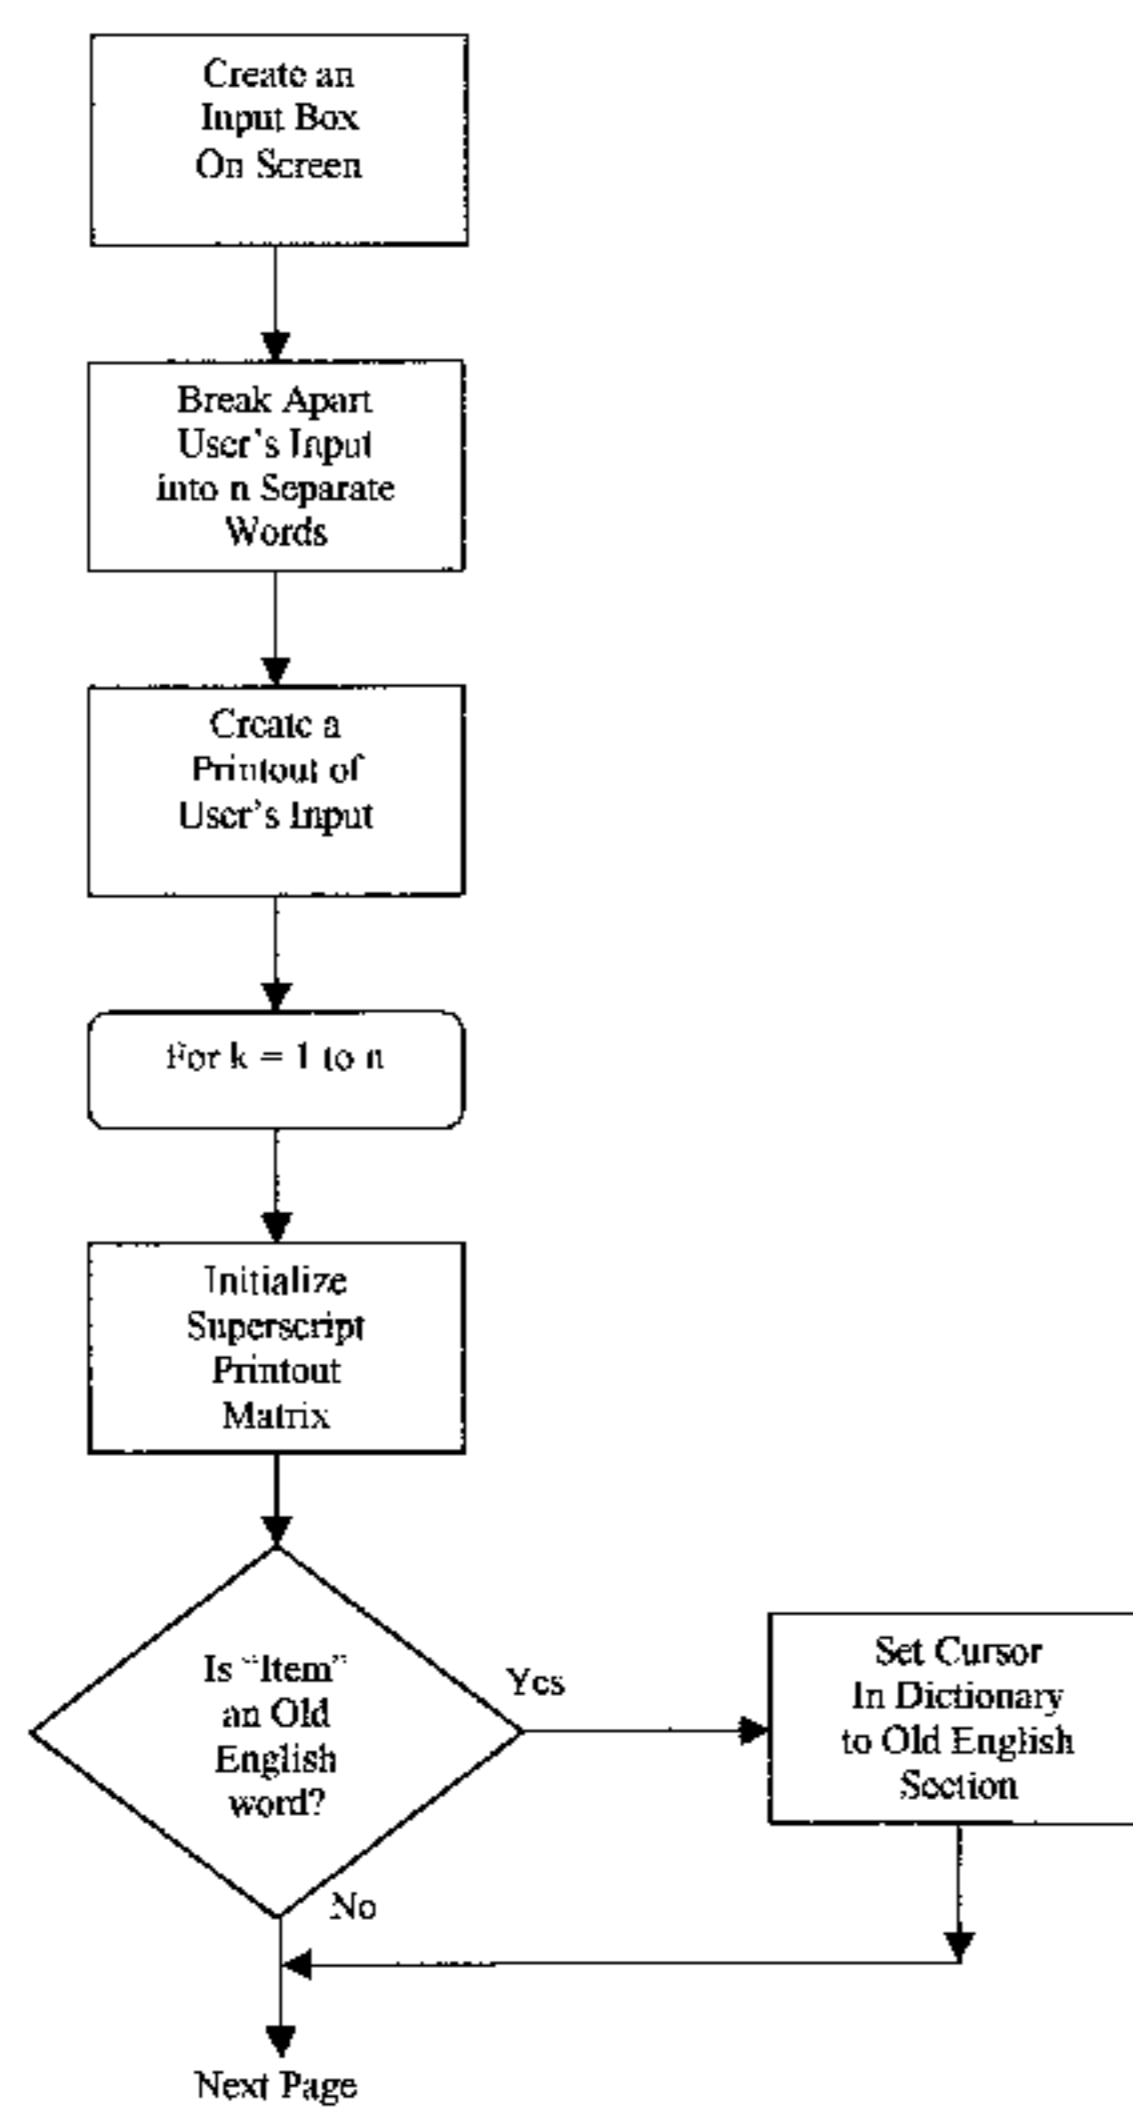 Create an
Input Box
On Screen
Break Apart
User's Input
into n Separate
Words
Create a
Printout of
User's Input
For k = 1 to n
Initialize
Superscript
Printout
Matrix
Is "Item"
an Old
English
word?
Yes
Set Cursor
In Dictionary
to Old English
Section
No
Next Page